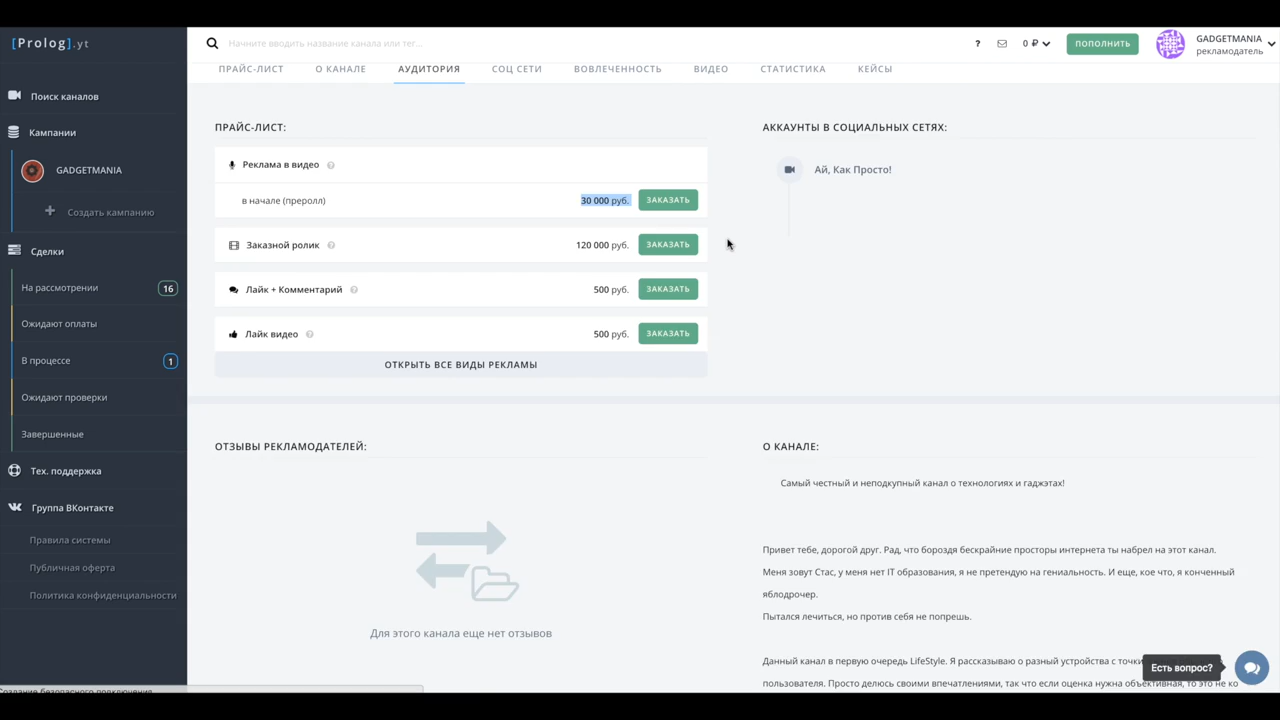 [Prolog].yt
Начните вводить название канала или тег...
?
0 ₽
ПОПОЛНИТЬ
GADGETMANIA
рекламодатель
Поиск каналов
Кампании
GADGETMANIA
Создать кампанию
Сделки
На рассмотрении 16
Ожидают оплаты
В процессе 1
Ожидают проверки
Завершенные
Тех. поддержка
Группа ВКонтакте
Правила системы
Публичная оферта
Политика конфиденциальности
ПРАЙС-ЛИСТ О КАНАЛЕ АУДИТОРИЯ СОЦ СЕТИ ВОВЛЕЧЕННОСТЬ ВИДЕО СТАТИСТИКА КЕЙСЫ
ПРАЙС-ЛИСТ:
Реклама в видео ?
в начале (преролл) 30 000 руб. ЗАКАЗАТЬ
Заказной ролик ? 120 000 руб. ЗАКАЗАТЬ
Лайк + Комментарий ? 500 руб. ЗАКАЗАТЬ
Лайк видео ? 500 руб. ЗАКАЗАТЬ
ОТКРЫТЬ ВСЕ ВИДЫ РЕКЛАМЫ
АККАУНТЫ В СОЦИАЛЬНЫХ СЕТЯХ:
Ай, Как Просто!
ОТЗЫВЫ РЕКЛАМОДАТЕЛЕЙ:
Для этого канала еще нет отзывов
О КАНАЛЕ:
Самый честный и неподкупный канал о технологиях и гаджэтах!
Привет тебе, дорогой друг. Рад, что бороздя бескрайние просторы интернета ты набрел на этот канал.
Меня зовут Стас, у меня нет IT образования, я не претендую на гениальность. И еще, кое что, я конченный
яблодрочер.
Пытался лечиться, но против себя не попрешь.
Данный канал в первую очередь LifeStyle. Я рассказываю о разный устройства с точки
пользователя. Просто делюсь своими впечатлениями, так что если оценка нужна объективная, то это не ко
Есть вопрос?
Создание безопасного подключения